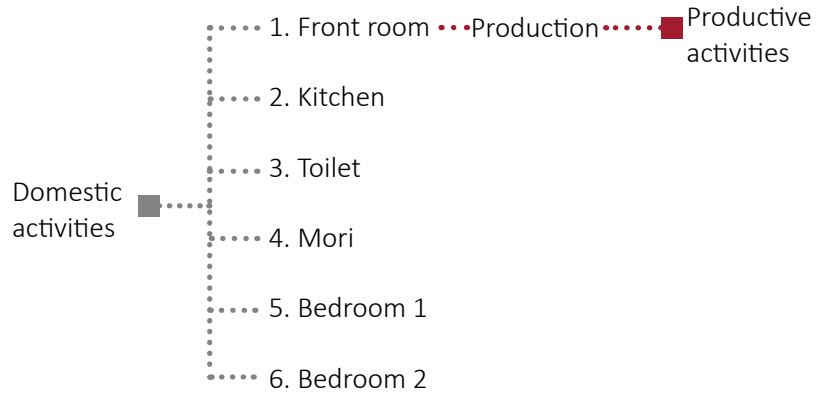 1. Front room
Production
Productive
activities
2. Kitchen
3. Toilet
Domestic
activities
4. Mori
5. Bedroom 1
6. Bedroom 2